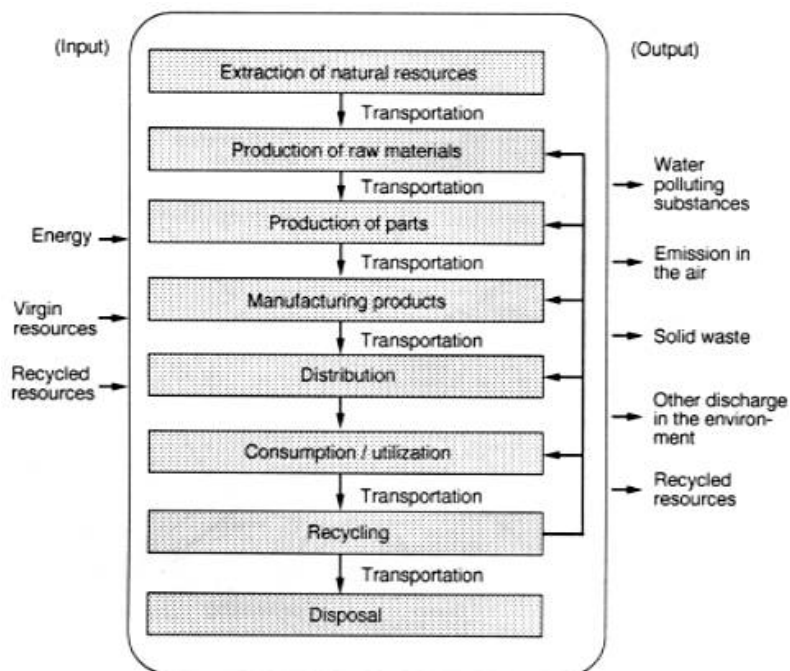 (Input)
(Output)
Extraction of natural resources
Transportation
Production of raw materials
Transportation
Production of parts
Transportation
Manufacturing products
Transportation
Distribution
Consumption / utilization
Transportation
Recycling
Transportation
Disposal
Energy
Virgin
resources
Recycled
resources
Water
polluting
substances
Emission in
the air
Solid waste
Other discharge
in the environ-
ment
Recycled
resources